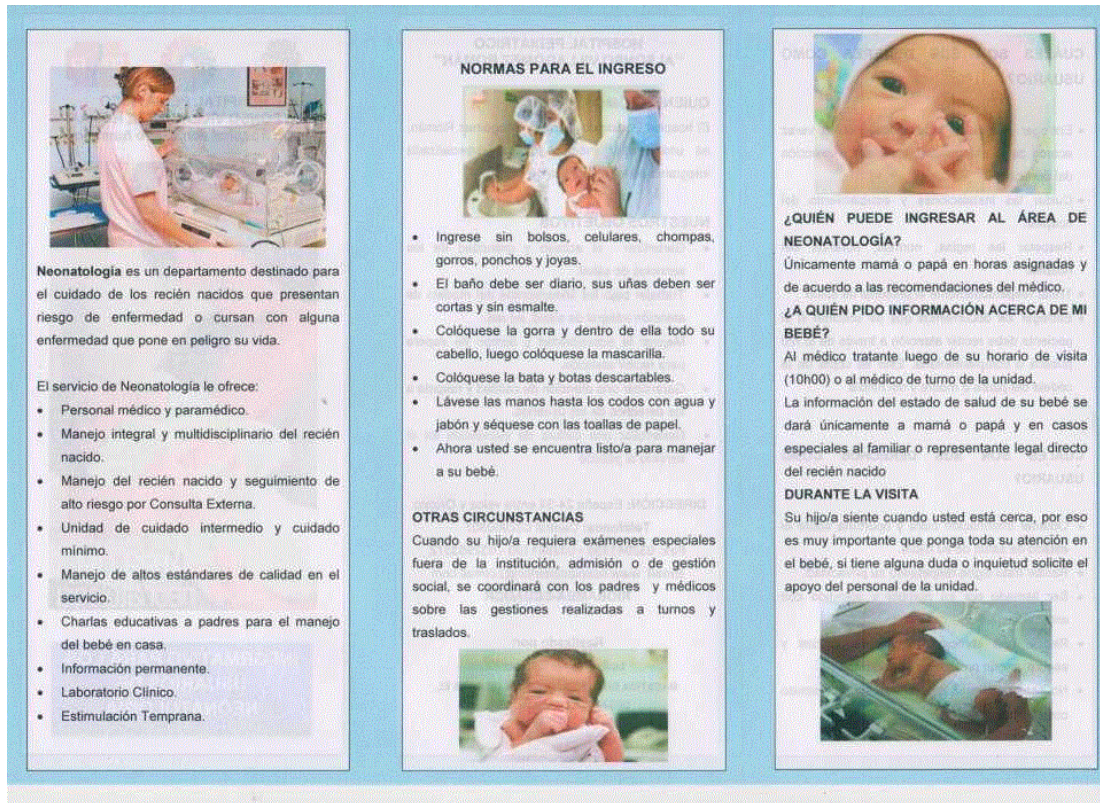 Neonatología es un departamento destinado para
el cuidado de los recién nacidos que presentan
riesgo de enfermedad o cursan con alguna
enfermedad que pone en peligro su vida.
El servicio de Neonatología le ofrece:
• Personal médico y paramédico.
• Manejo integral y multidisciplinario del recién
nacido.
• Manejo del recién nacido y seguimiento de
alto riesgo por Consulta Externa.
• Unidad de cuidado intermedio y cuidado
mínimo.
• Manejo de altos estándares de calidad en el
servicio.
• Charlas educativas a padres para el manejo
del bebé en casa.
• Información permanente.
• Laboratorio Clínico.
• Estimulación Temprana.
NORMAS PARA EL INGRESO
• Ingrese sin bolsos, celulares, chompas,
gorros, ponchos y joyas.
• El baño debe ser diario, sus uñas deben ser
cortas y sin esmalte.
• Colóquese la gorra y dentro de ella todo su
cabello, luego colóquese la mascarilla.
• Colóquese la bata y botas descartables.
• Lávese las manos hasta los codos con agua y
jabón y séquese con las toallas de papel.
• Ahora usted se encuentra listo/a para manejar
a su bebé.
OTRAS CIRCUNSTANCIAS
Cuando su hijo/a requiera exámenes especiales
fuera de la institución, admisión o de gestión
social, se coordinará con los padres y médicos
sobre las gestiones realizadas a turnos y
traslados.
¿QUIÉN PUEDE INGRESAR AL ÁREA DE
NEONATOLOGÍA?
Únicamente mamá o papá en horas asignadas y
de acuerdo a las recomendaciones del médico.
¿A QUIÉN PIDO INFORMACIÓN ACERCA DE MI
BEBÉ?
Al médico tratante luego de su horario de visita
(10h00) o al médico de turno de la unidad.
La información del estado de salud de su bebé se
dará únicamente a mamá o papá y en casos
especiales al familiar o representante legal directo
del recién nacido
DURANTE LA VISITA
Su hijo/a siente cuando usted está cerca, por eso
es muy importante que ponga toda su atención en
el bebé, si tiene alguna duda o inquietud solicite el
apoyo del personal de la unidad.